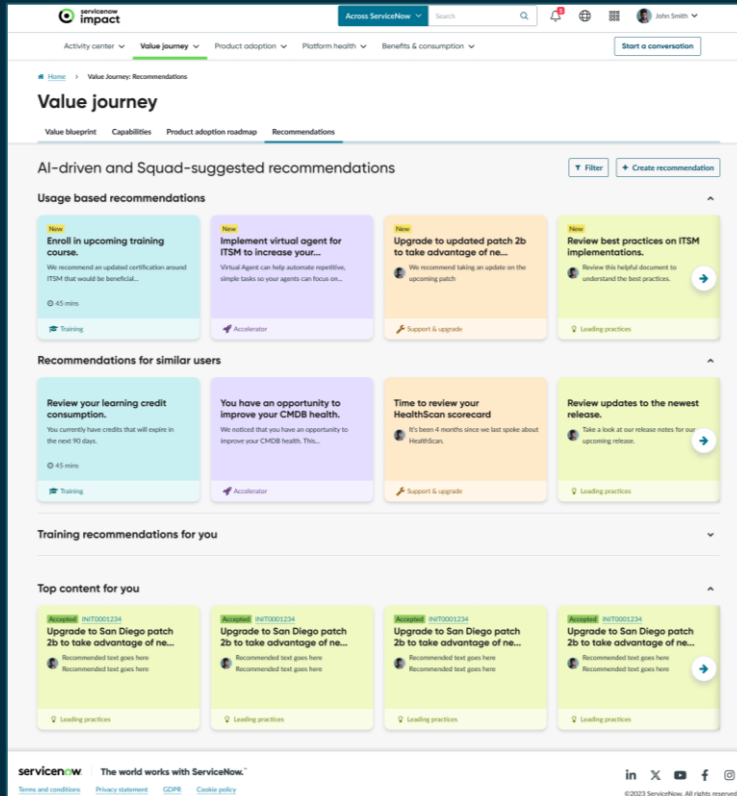 servicenow
impact
Across ServiceNow
Search
John Smith
Activity center
Value journey
Product adoption
Platform health
Benefits & consumption
Start a conversation
Home > Value Journey: Recommendations
Value journey
Value blueprint
Capabilities
Product adoption roadmap
Recommendations
AI-driven and Squad-suggested recommendations
Filter
+ Create recommendation
Usage based recommendations
New
Enroll in upcoming training
course.
We recommend an updated certification around
ITSM that would be beneficial...
45 mins
Training
New
Implement virtual agent for
ITSM to increase your...
Virtual Agent can help automate repetitive,
simple tasks so your agents can focus on...
Accelerator
New
Upgrade to updated patch 2b
to take advantage of ne...
We recommend taking an update on the
upcoming patch
Support & upgrade
New
Review best practices on ITSM
implementations.
Review this helpful document to
understand the best practices.
Leading practices
Recommendations for similar users
Review your learning credit
consumption.
You currently have credits that will expire in
the next 90 days.
45 mins
Training
You have an opportunity to
improve your CMDB health.
We noticed that you have an opportunity to
improve your CMDB health. This...
Accelerator
Time to review your
HealthScan scorecard
It's been 4 months since we last spoke about
HealthScan.
Support & upgrade
Review updates to the newest
release.
Take a look at our release notes for our
upcoming release.
Leading practices
Training recommendations for you
Top content for you
Accepted INIT0001234
Upgrade to San Diego patch
2b to take advantage of ne...
Recommended text goes here
Recommended text goes here
Leading practices
Accepted INIT0001234
Upgrade to San Diego patch
2b to take advantage of ne...
Recommended text goes here
Recommended text goes here
Leading practices
Accepted INIT0001234
Upgrade to San Diego patch
2b to take advantage of ne...
Recommended text goes here
Recommended text goes here
Leading practices
Accepted INIT0001234
Upgrade to San Diego patch
2b to take advantage of ne...
Recommended text goes here
Recommended text goes here
Leading practices
servicenow
The world works with ServiceNow.™
Terms and conditions
Privacy statement
GDPR
Cookie policy
©2023 ServiceNow. All rights reserved